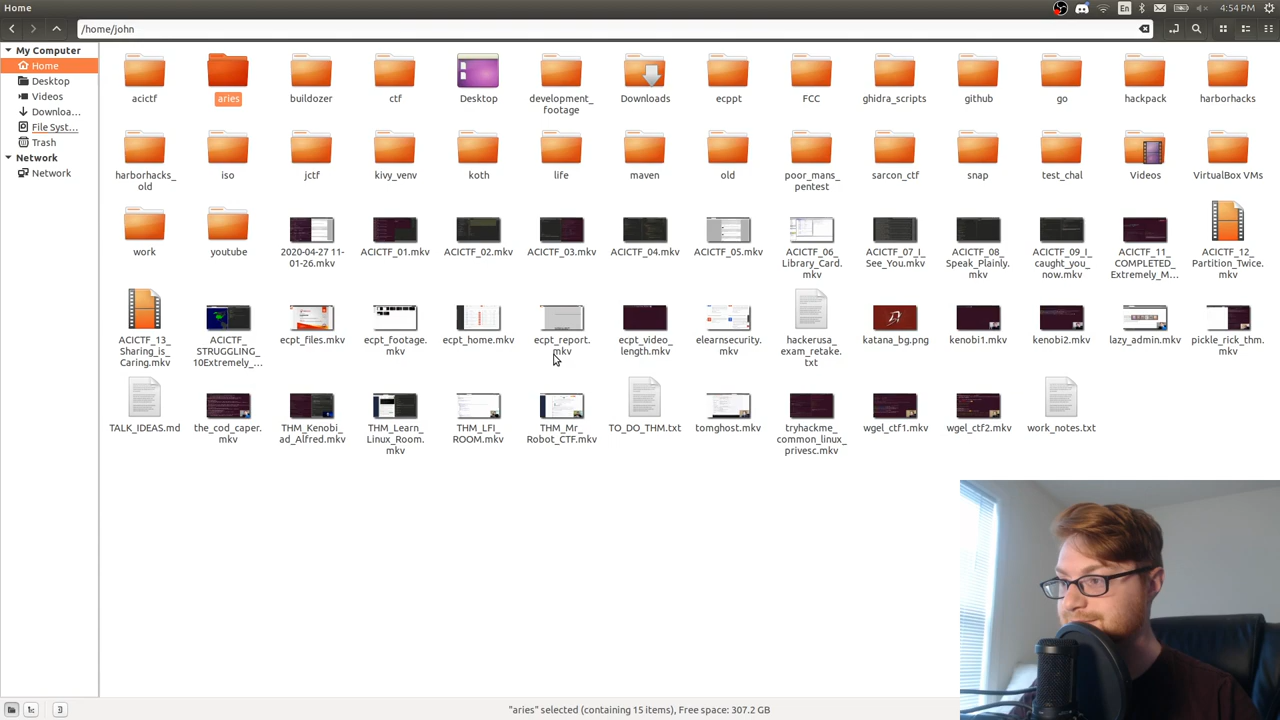 Home
En
4:54 PM
/home/john
My Computer
Home
Desktop
Videos
Downloa...
File Syst...
Trash
Network
Network
acictf
aries
buildozer
ctf
Desktop
development_
footage
Downloads
ecppt
FCC
ghidra_scripts
github
go
hackpack
harborhacks
harborhacks_
old
iso
jctf
kivy_venv
koth
life
maven
old
poor_mans_
pentest
sarcon_ctf
snap
test_chal
Videos
VirtualBox VMs
work
youtube
2020-04-27 11-
01-26.mkv
ACICTF_01.mkv
ACICTF_02.mkv
ACICTF_03.mkv
ACICTF_04.mkv
ACICTF_05.mkv
ACICTF_06_
Library_Card.
mkv
ACICTF_07_I_
See_You.mkv
ACICTF_08_
Speak_Plainly.
mkv
ACICTF_09_I_
caught_you_
now.mkv
ACICTF_11_
COMPLETED_
Extremely_M...
ACICTF_12_
Partition_Twice.
mkv
ACICTF_13_
Sharing_is_
Caring.mkv
ACICTF_
STRUGGLING_
10Extremely_...
ecpt_files.mkv
ecpt_footage.
mkv
ecpt_home.mkv
ecpt_report.
mkv
ecpt_video_
length.mkv
elearnsecurity.
mkv
hackerusa_
exam_retake.
txt
katana_bg.png
kenobi1.mkv
kenobi2.mkv
lazy_admin.mkv
pickle_rick_thm.
mkv
TALK_IDEAS.md
the_cod_caper.
mkv
THM_Kenobi_
ad_Alfred.mkv
THM_Learn_
Linux_Room.
mkv
THM_LFI_
ROOM.mkv
THM_Mr_
Robot_CTF.mkv
TO_DO_THM.txt
tomghost.mkv
tryhackme_
common_linux_
privesc.mkv
wgel_ctf1.mkv
wgel_ctf2.mkv
work_notes.txt
"aries" selected (containing 15 items), Free space: 307.2 GB